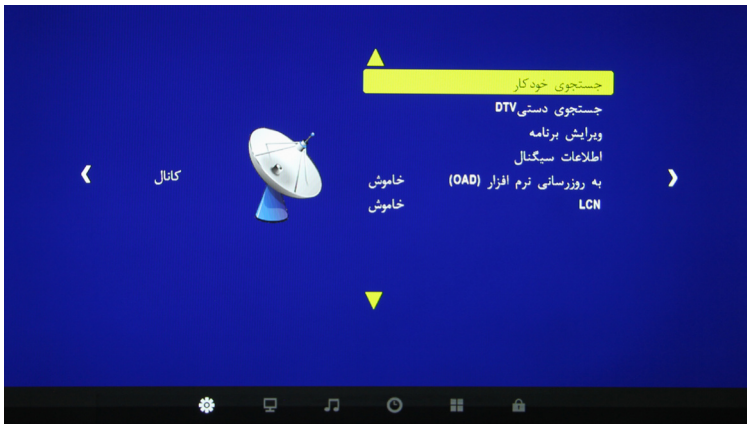 جستجوی خودکار
جستجوی دستیDTV
ویرایش برنامه
اطلاعات سیگنال
به روزرسانی نرم افزار (OAD) خاموش
LCN خاموش
کانال